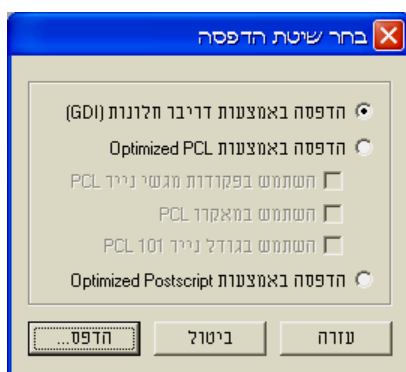 בחר שיטת הדפסה
הדפסה באמצעות דרייבר חלונות (GDI)
הדפסה באמצעות Optimized PCL
השתמש בפקודות מגשי נייר PCL
השתמש במאקרו PCL
השתמש בגודל נייר 101 PCL
הדפסה באמצעות Optimized Postscript
עזרה ביטול הדפס...